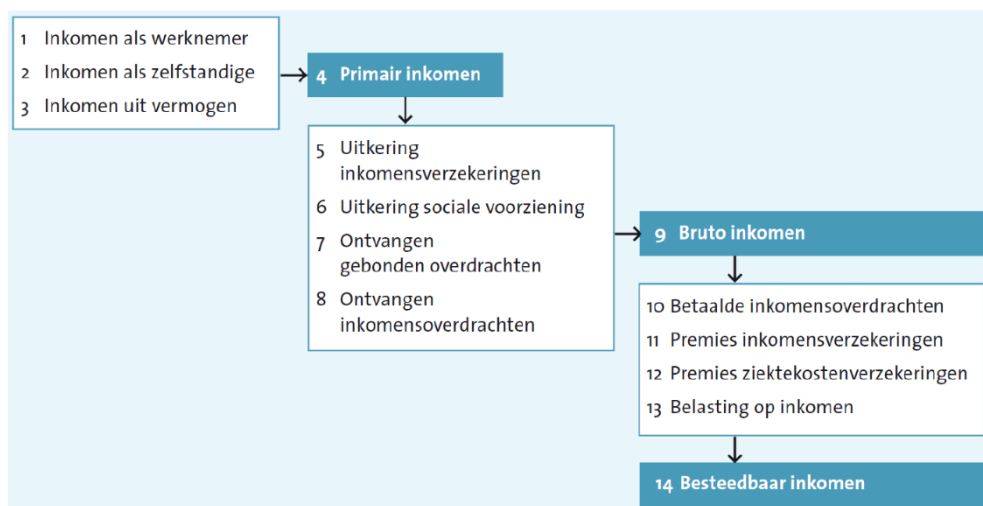 1 Inkomen als werknemer
2 Inkomen als zelfstandige
3 Inkomen uit vermogen
4 Primair inkomen
5 Uitkering
inkomensverzekeringen
6 Uitkering sociale voorziening
7 Ontvangen
gebonden overdrachten
8 Ontvangen
inkomensoverdrachten
9 Bruto inkomen
10 Betaalde inkomensoverdrachten
11 Premies inkomensverzekeringen
12 Premies ziektekostenverzekeringen
13 Belasting op inkomen
14 Besteedbaar inkomen